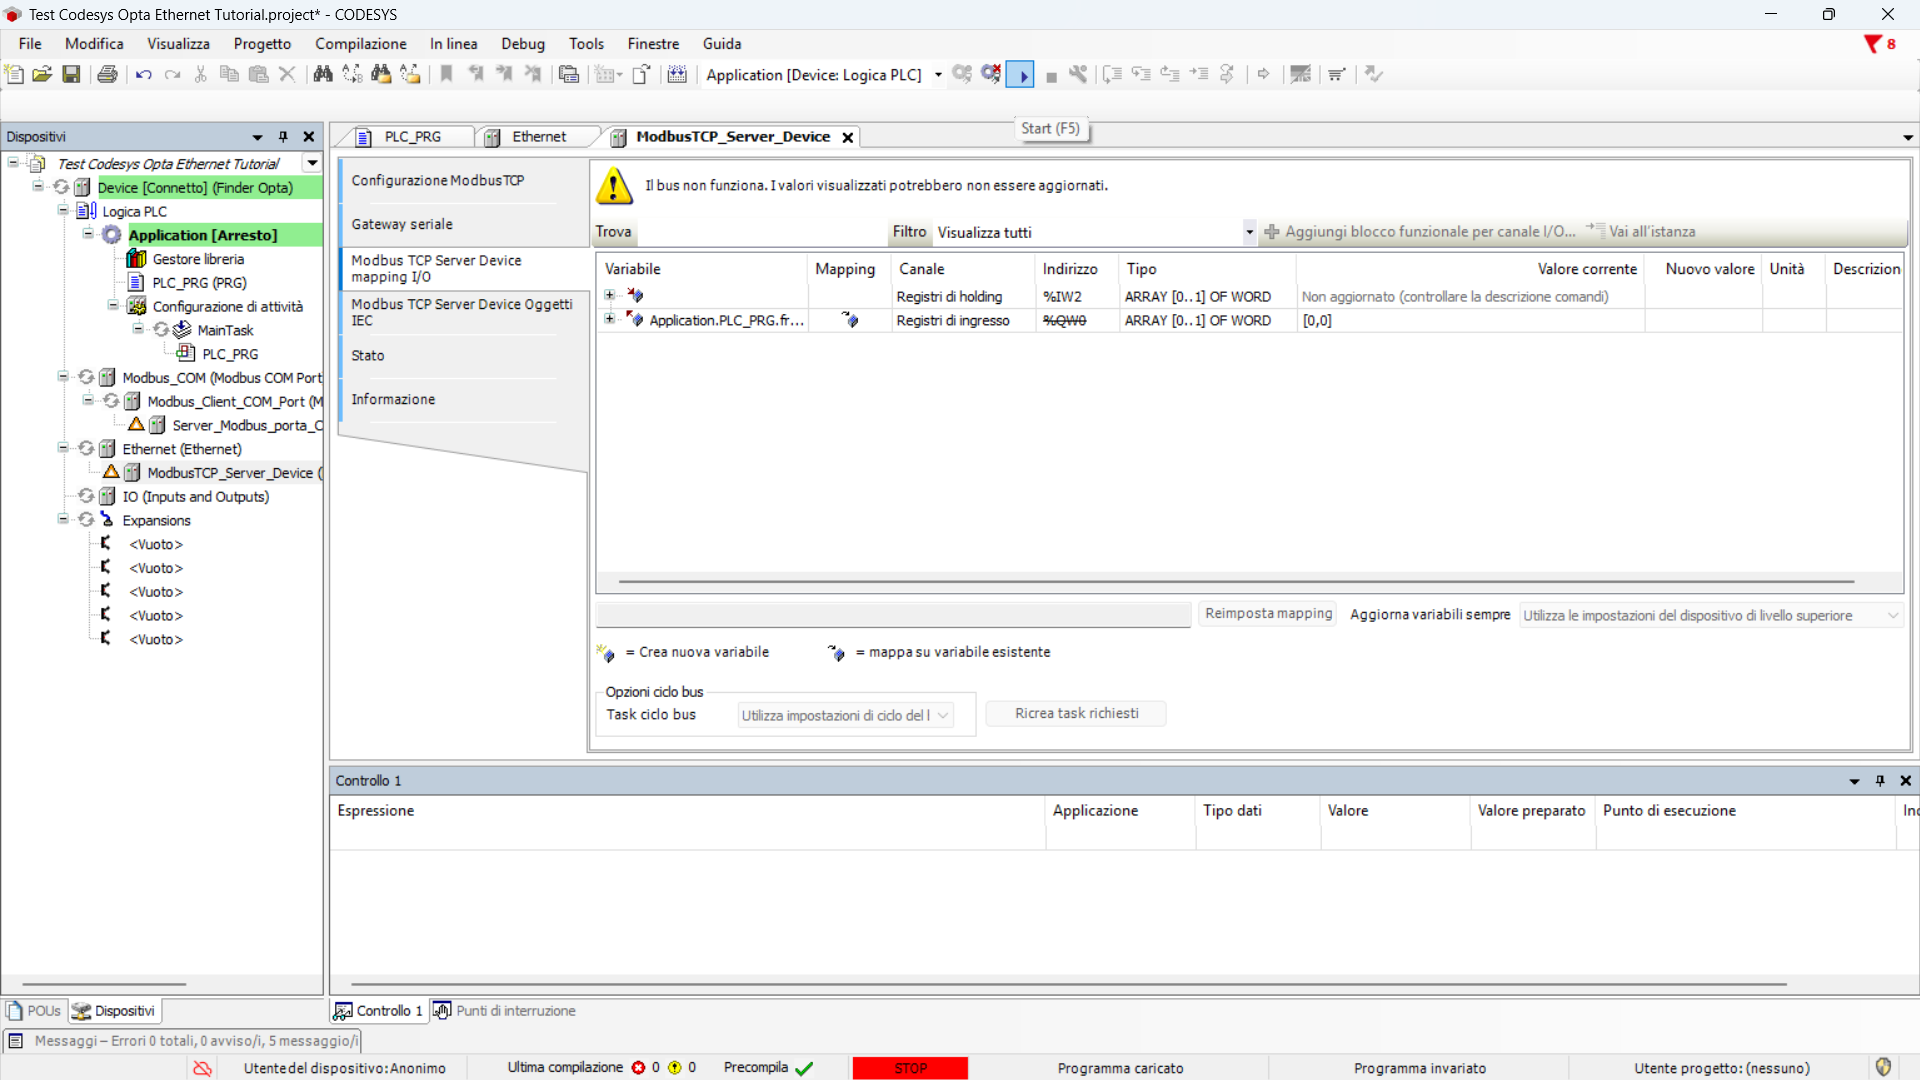 Test Codesys Opta Ethernet Tutorial.project* - CODESYS
File Modifica Visualizza Progetto Compilazione In linea Debug Tools Finestre Guida
8
Application [Device: Logica PLC]
Start (F5)
Dispositivi
Test Codesys Opta Ethernet Tutorial
Device [Connetto] (Finder Opta)
Logica PLC
Application [Arresto]
Gestore libreria
PLC_PRG (PRG)
Configurazione di attività
MainTask
PLC_PRG
Modbus_COM (Modbus COM Port
Modbus_Client_COM_Port (M
Server_Modbus_porta_C
Ethernet (Ethernet)
ModbusTCP_Server_Device (
IO (Inputs and Outputs)
Expansions
<Vuoto>
<Vuoto>
<Vuoto>
<Vuoto>
<Vuoto>
POUs Dispositivi
PLC_PRG Ethernet ModbusTCP_Server_Device
Configurazione ModbusTCP
Gateway seriale
Modbus TCP Server Device mapping I/O
Modbus TCP Server Device Oggetti IEC
Stato
Informazione
Il bus non funziona. I valori visualizzati potrebbero non essere aggiornati.
Trova Filtro Visualizza tutti Aggiungi blocco funzionale per canale I/O... Vai all'istanza
Variabile Mapping Canale Indirizzo Tipo Valore corrente Nuovo valore Unità Descrizion
Registri di holding %IW2 ARRAY [0..1] OF WORD Non aggiornato (controllare la descrizione comandi)
Application.PLC_PRG.fr... Registri di ingresso %QW0 ARRAY [0..1] OF WORD [0,0]
Reimposta mapping Aggiorna variabili sempre Utilizza le impostazioni del dispositivo di livello superiore
= Crea nuova variabile = mappa su variabile esistente
Opzioni ciclo bus
Task ciclo bus Utilizza impostazioni di ciclo del l Ricrea task richiesti
Controllo 1
Espressione Applicazione Tipo dati Valore Valore preparato Punto di esecuzione
Controllo 1 Punti di interruzione
Messaggi – Errori 0 totali, 0 avviso/i, 5 messaggio/i
Utente del dispositivo: Anonimo Ultima compilazione 0 0 Precompila STOP Programma caricato Programma invariato Utente progetto: (nessuno)